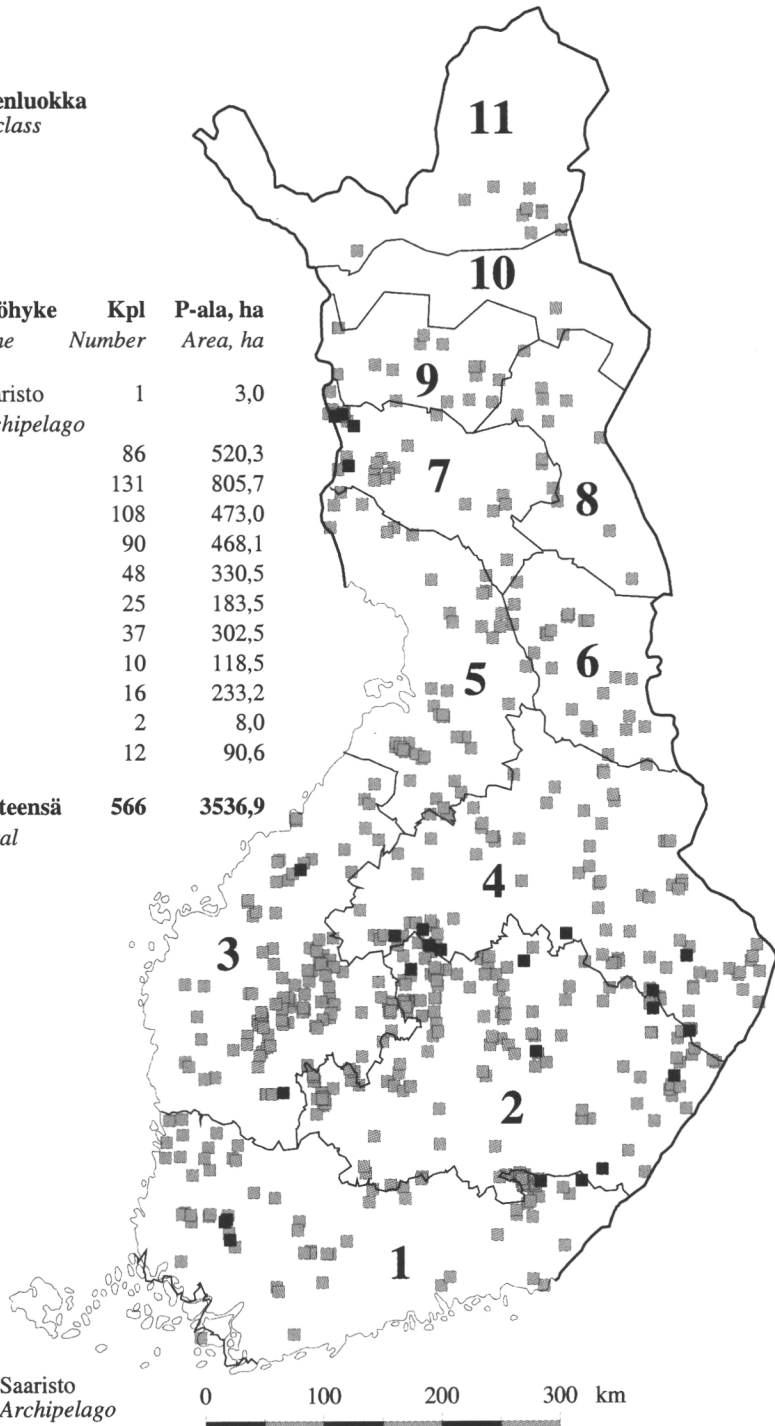 enluokka
class
11
10
öhyke Kpl P-ala, ha
ne Number Area, ha
aristo 1 3,0
chipelago
9
86 520,3
131 805,7
7
108 473,0
8
90 468,1
48 330,5
25 183,5
37 302,5
10 118,5
6
5
16 233,2
2 8,0
12 90,6
teensä 566 3536,9
al
4
3
2
1
Saaristo
Archipelago
0 100 200 300 km